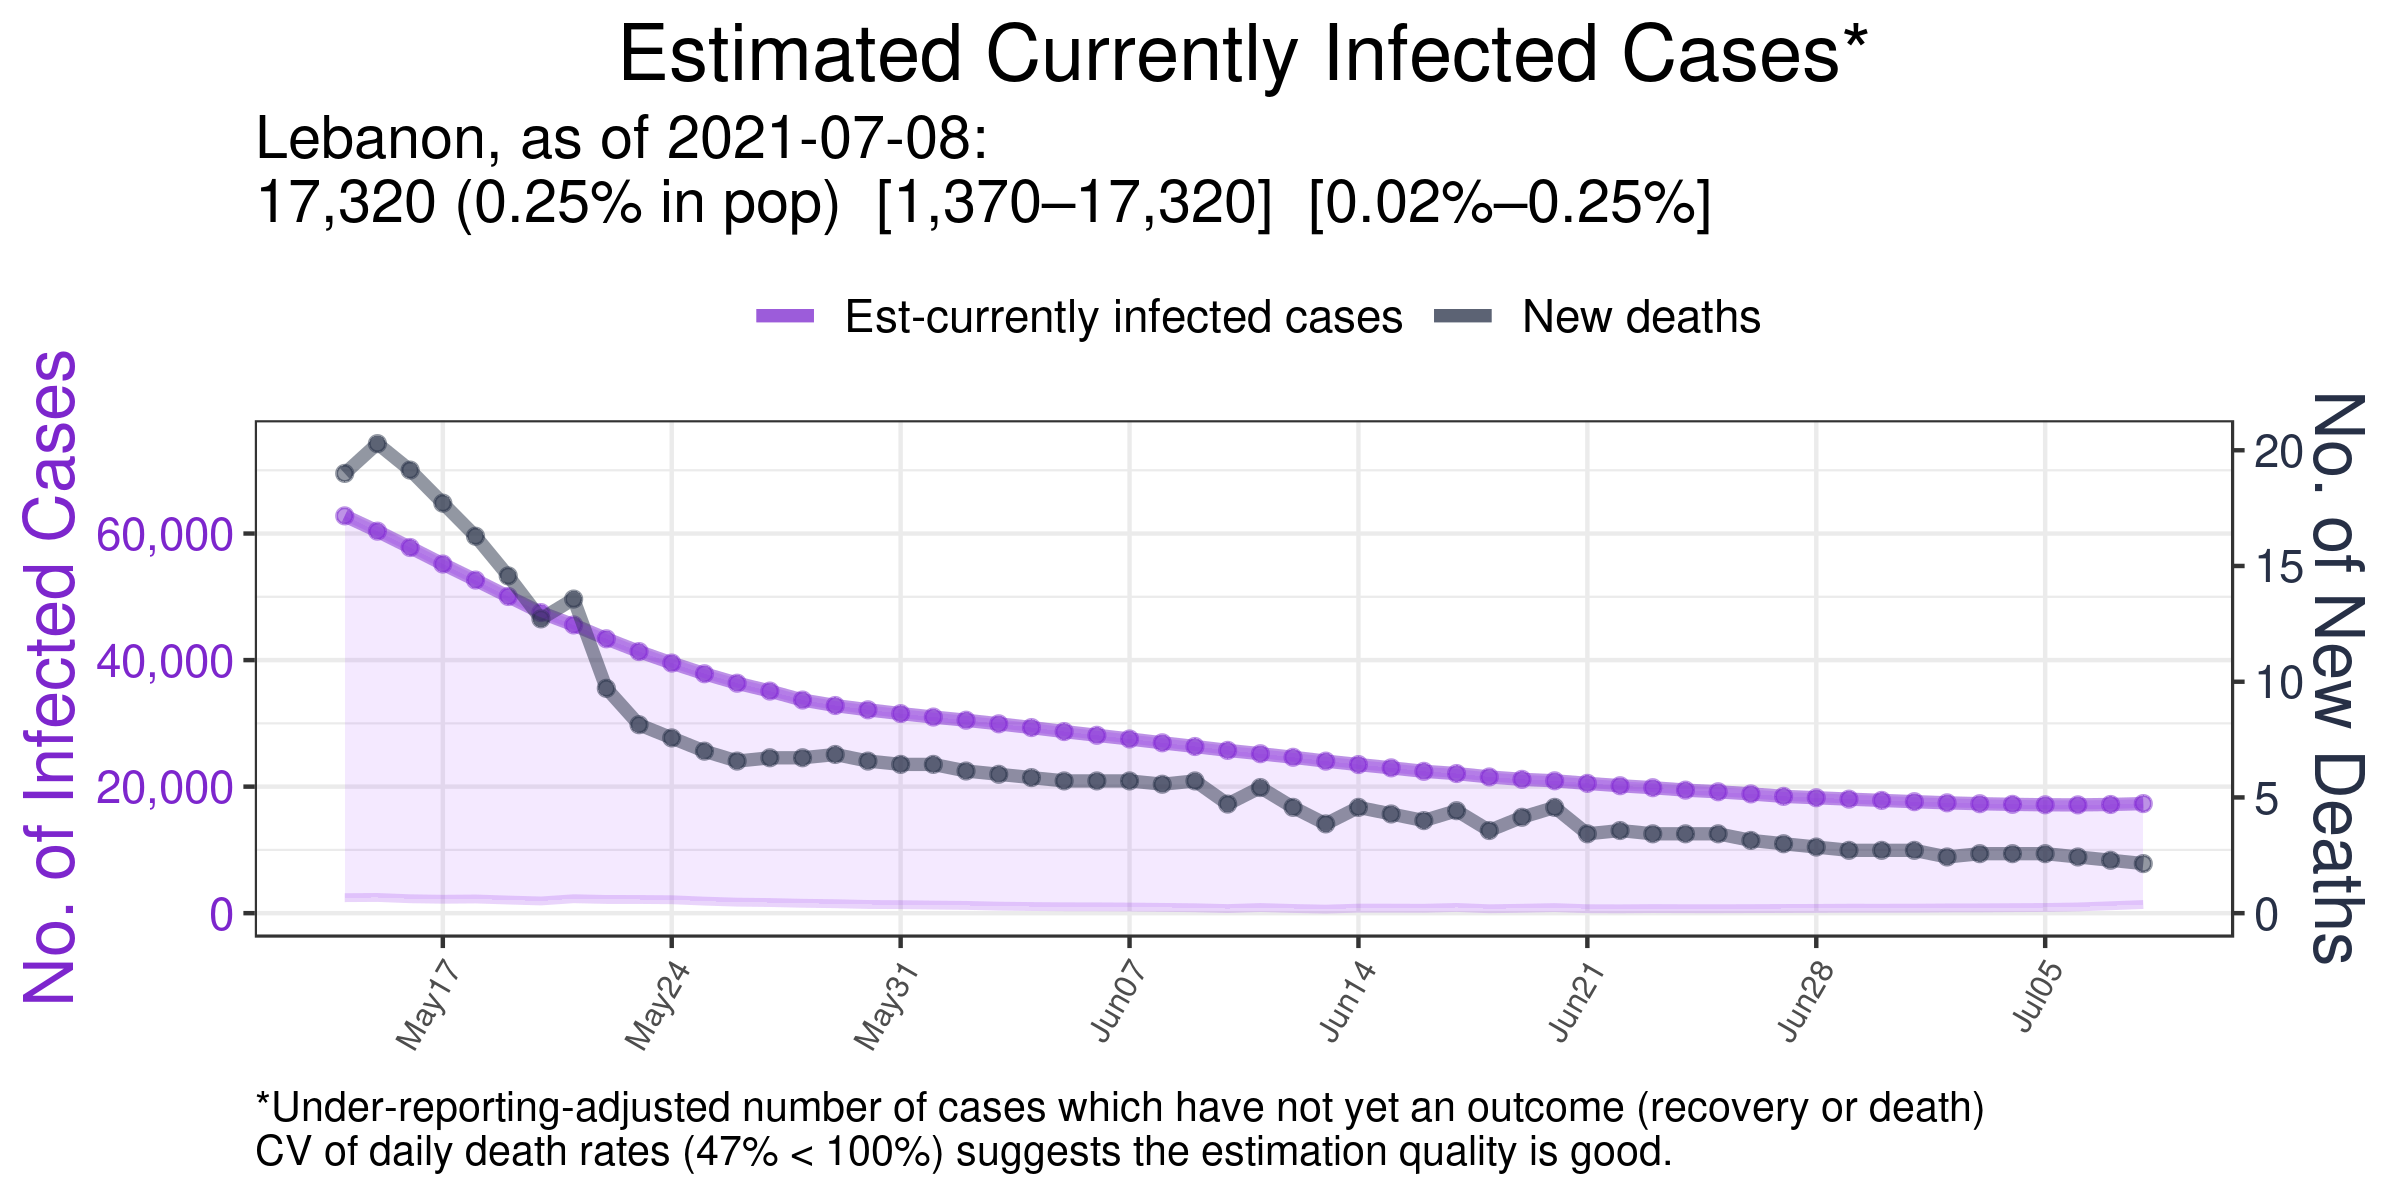 Estimated Currently Infected Cases*
Lebanon, as of 2021-07-08:
17,320 (0.25% in pop)  [1,370–17,320]  [0.02%–0.25%]
Est-currently infected cases
New deaths
No. of Infected Cases
60,000
40,000
20,000
0
20
15
10
5
0
No. of New Deaths
May17
May24
May31
Jun07
Jun14
Jun21
Jun28
Jul05
*Under-reporting-adjusted number of cases which have not yet an outcome (recovery or death)
CV of daily death rates (47% < 100%) suggests the estimation quality is good.